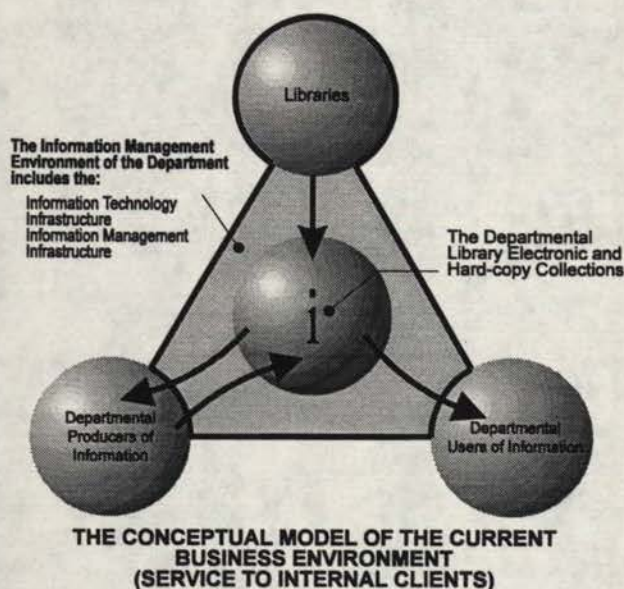 Libraries
The Information Management
Environment of the Department
includes the:
Information Technology
Infrastructure
Information Management
Infrastructure
The Departmental
Library Electronic and
Hard-copy Collections
i
Departmental
Producers of
Information
Departmental
Users of Information
THE CONCEPTUAL MODEL OF THE CURRENT
BUSINESS ENVIRONMENT
(SERVICE TO INTERNAL CLIENTS)